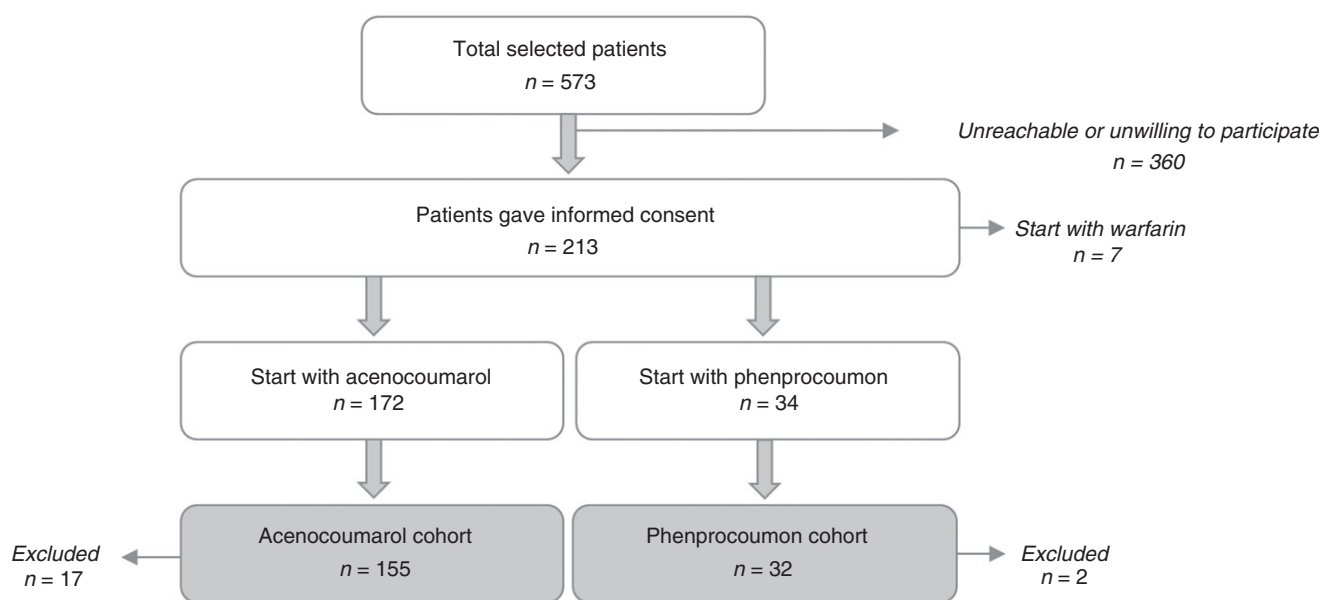 Total selected patients
n = 573
Unreachable or unwilling to participate
n = 360
Patients gave informed consent
n = 213
Start with warfarin
n = 7
Start with acenocoumarol
n = 172
Start with phenprocoumon
n = 34
Acenocoumarol cohort
n = 155
Excluded
n = 17
Phenprocoumon cohort
n = 32
Excluded
n = 2